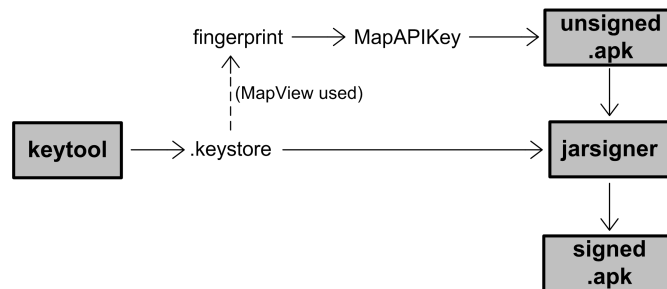 fingerprint
MapAPIKey
unsigned
.apk
(MapView used)
keytool
.keystore
jarsigner
signed
.apk